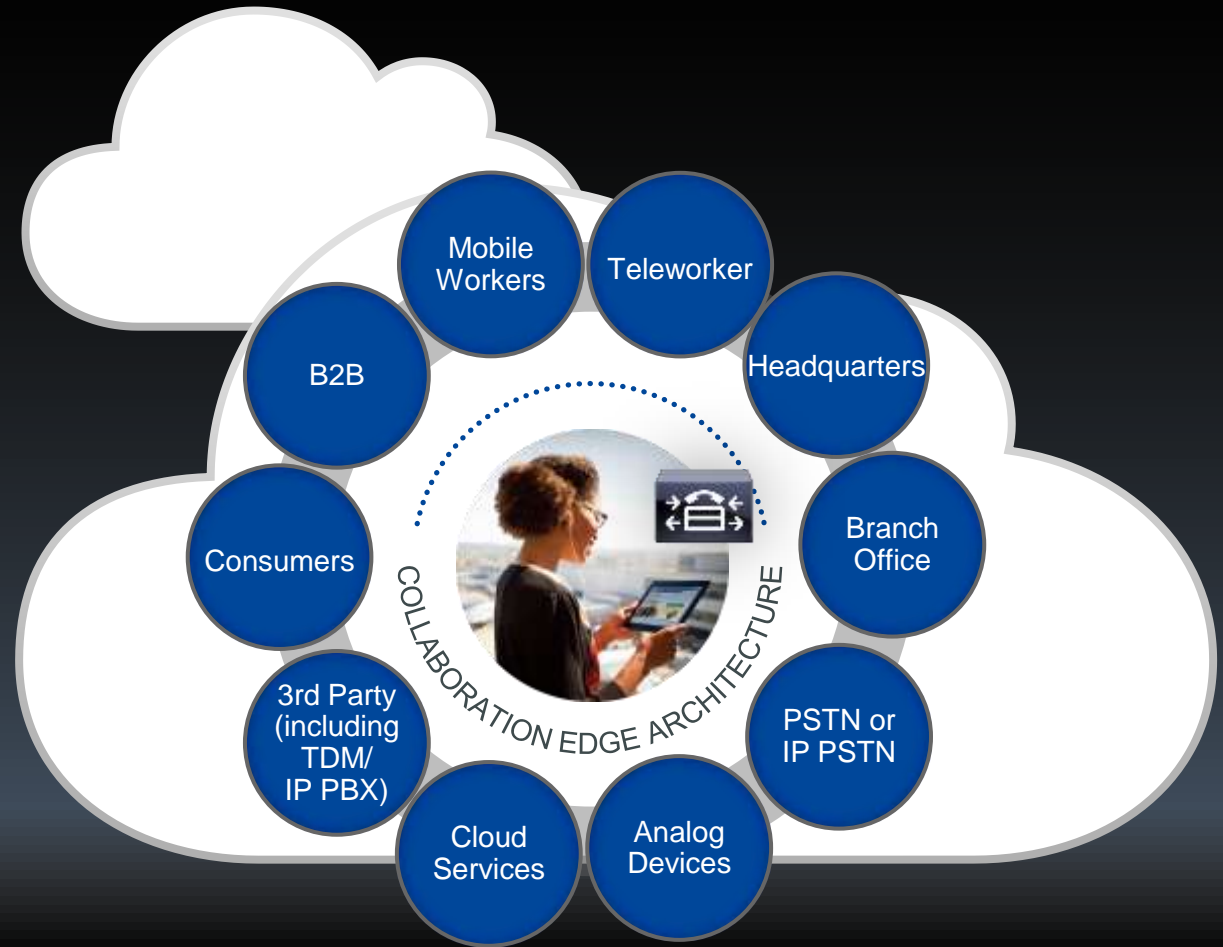 Mobile
Workers
Teleworker
B2B
Headquarters
Consumers
Branch
Office
3rd Party
(including
TDM/
IP PBX)
PSTN or
IP PSTN
Cloud
Services
Analog
Devices
COLLABORATION EDGE ARCHITECTURE